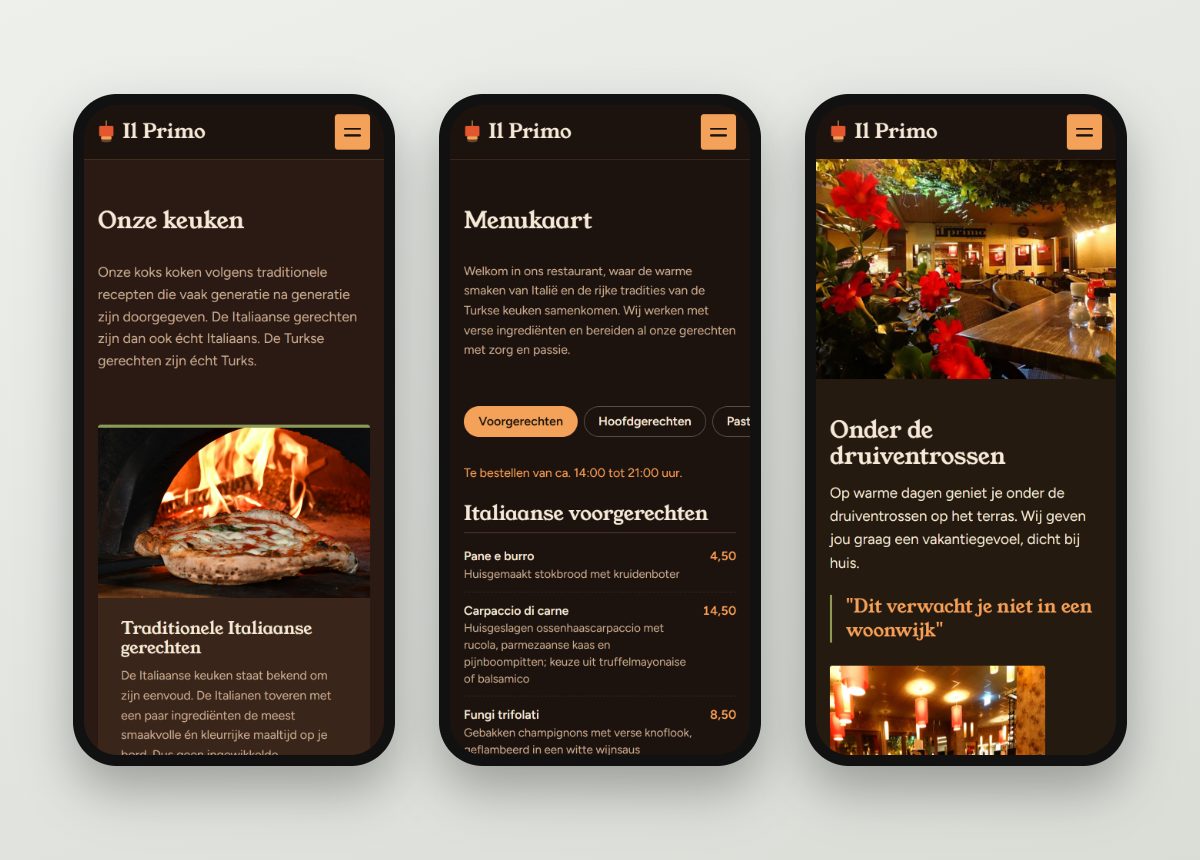 Il Primo
Onze keuken
Onze koks koken volgens traditionele
recepten die vaak generatie na generatie
zijn doorgegeven. De Italiaanse gerechten
zijn dan ook écht Italiaans. De Turkse
gerechten zijn écht Turks.
Traditionele Italiaanse
gerechten
De Italiaanse keuken staat bekend om
zijn eenvoud. De Italianen toveren met
een paar ingrediënten de meest
smaakvolle én kleurrijke maaltijd op je
bord. Dus geen ingewikkelde
Il Primo
Menukaart
Welkom in ons restaurant, waar de warme
smaken van Italië en de rijke tradities van de
Turkse keuken samenkomen. Wij werken met
verse ingrediënten en bereiden al onze gerechten
met zorg en passie.
Voorgerechten Hoofdgerechten Past
Te bestellen van ca. 14:00 tot 21:00 uur.
Italiaanse voorgerechten
Pane e burro 4,50
Huisgemaakt stokbrood met kruidenboter
Carpaccio di carne 14,50
Huisgeslagen ossenhaascarpaccio met
rucola, parmezaanse kaas en
pijnboompitten; keuze uit truffelmayonaise
of balsamico
Fungi trifolati 8,50
Gebakken champignons met verse knoflook,
geflambeerd in een witte wijnsaus
Il Primo
il primo
Onder de
druiventrossen
Op warme dagen geniet je onder de
druiventrossen op het terras. Wij geven
jou graag een vakantiegevoel, dicht bij
huis.
"Dit verwacht je niet in een
woonwijk"